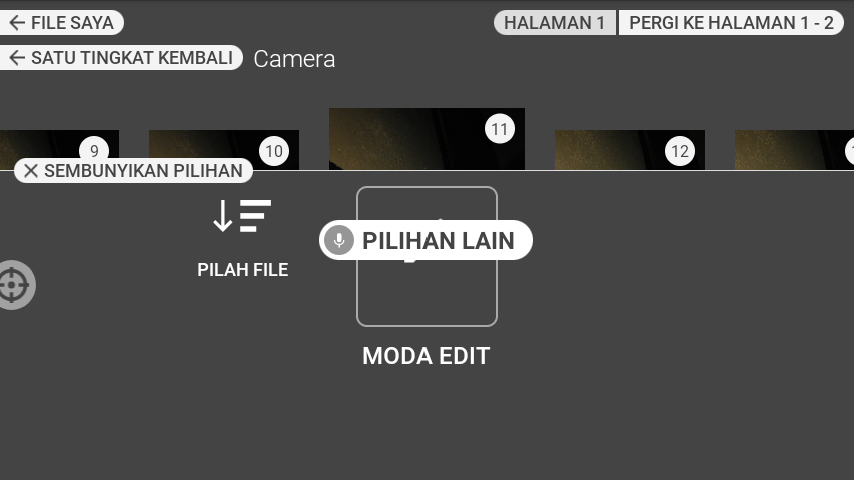 FILE SAYA
HALAMAN 1
PERGI KE HALAMAN 1 - 2
SATU TINGKAT KEMBALI
Camera
9
10
11
12
SEMBUNYIKAN PILIHAN
PILIHAN LAIN
PILAH FILE
MODA EDIT